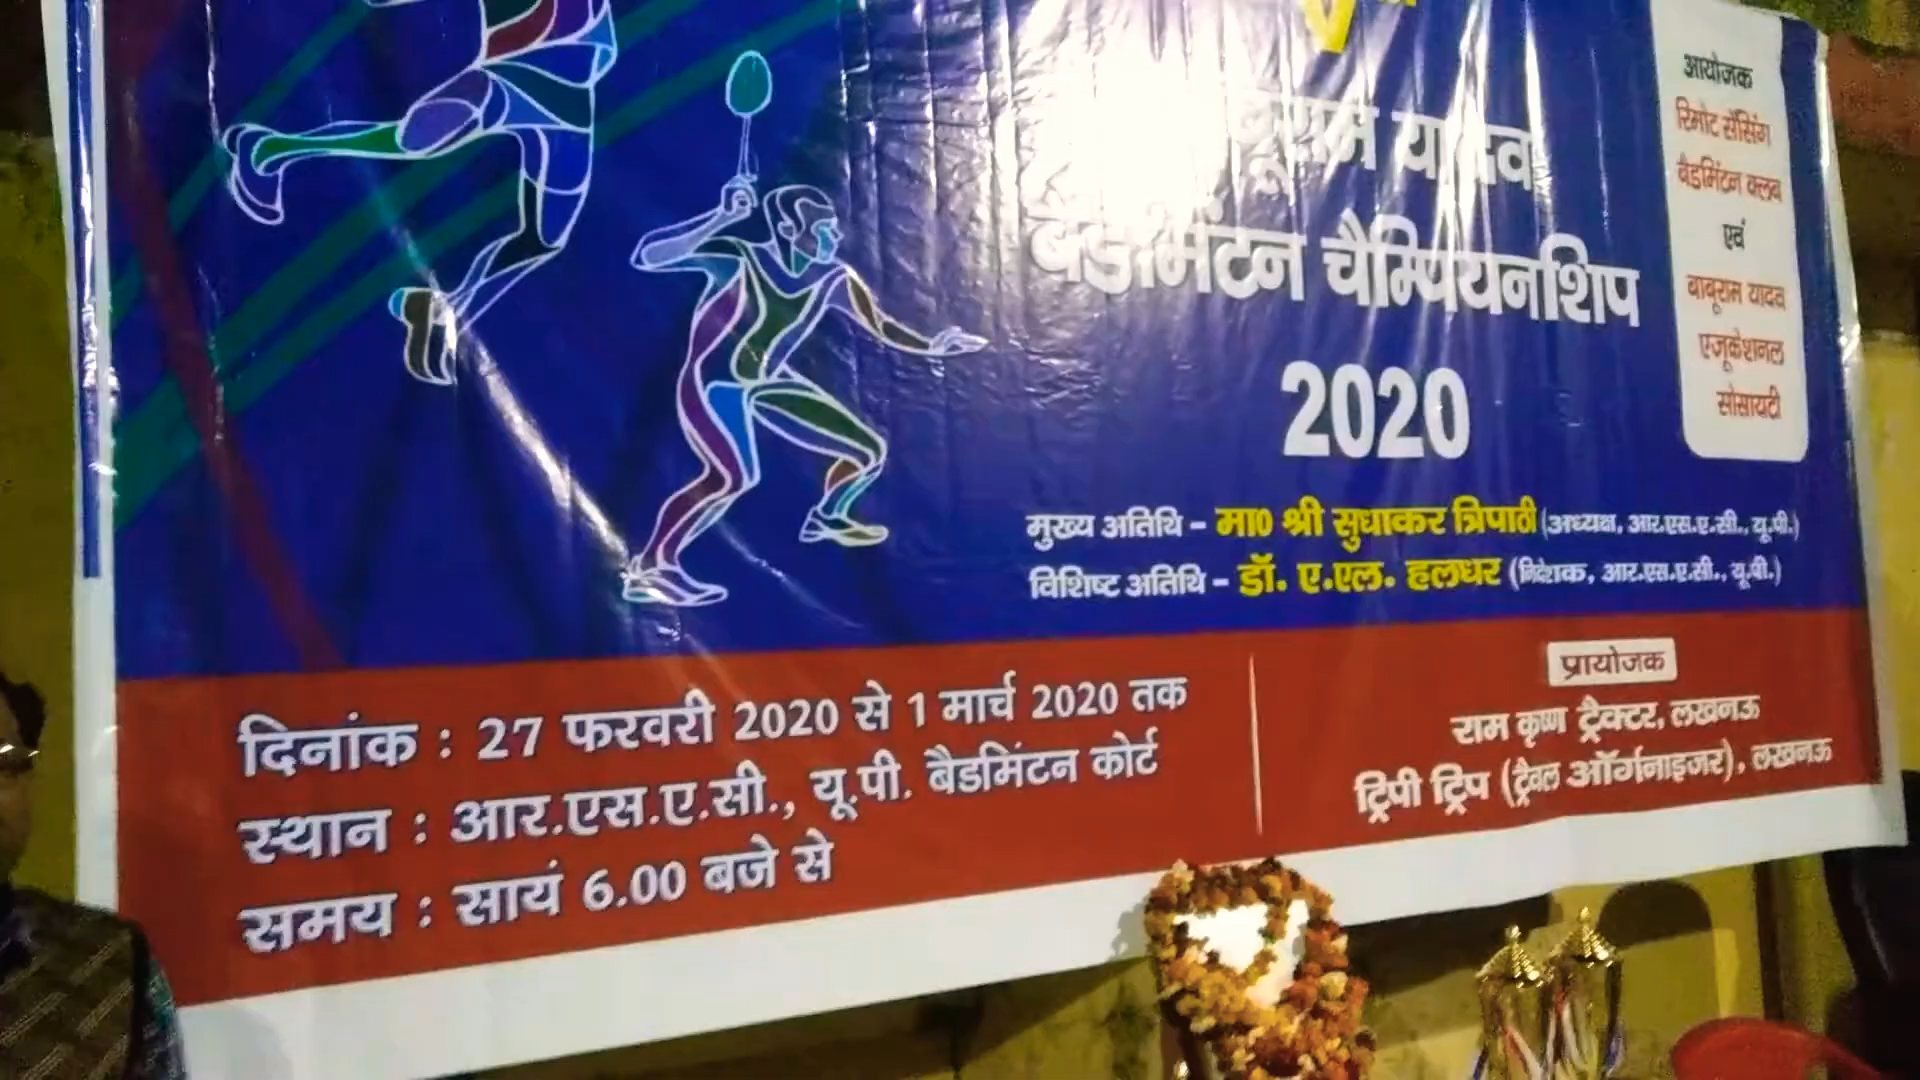 बाबूराम यादव
बैडमिंटन चैम्पियनशिप
2020
आयोजक
रिमोट सेंसिंग
बैडमिंटन क्लब
एवं
बाबूराम यादव
एजूकेशनल
सोसायटी
मुख्य अतिथि - मा0 श्री सुधाकर त्रिपाठी (अध्यक्ष, आर.एस.ए.सी., यू.पी.)
विशिष्ट अतिथि - डॉ. ए.एल. हलधर (निदेशक, आर.एस.ए.सी., यू.पी.)
दिनांक : 27 फरवरी 2020 से 1 मार्च 2020 तक
स्थान : आर.एस.ए.सी., यू.पी. बैडमिंटन कोर्ट
समय : सायं 6.00 बजे से
प्रायोजक
राम कृष्ण ट्रैक्टर, लखनऊ
ट्रिपी ट्रिप (ट्रैवल ऑर्गनाइजर), लखनऊ